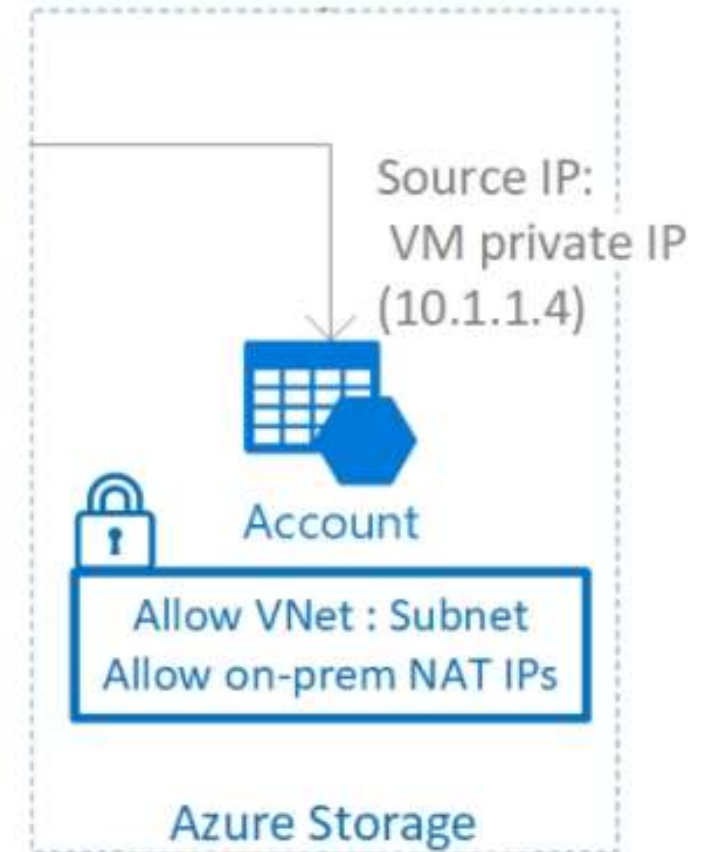 Source IP:
VM private IP
(10.1.1.4)
Account
Allow VNet : Subnet
Allow on-prem NAT IPs
Azure Storage